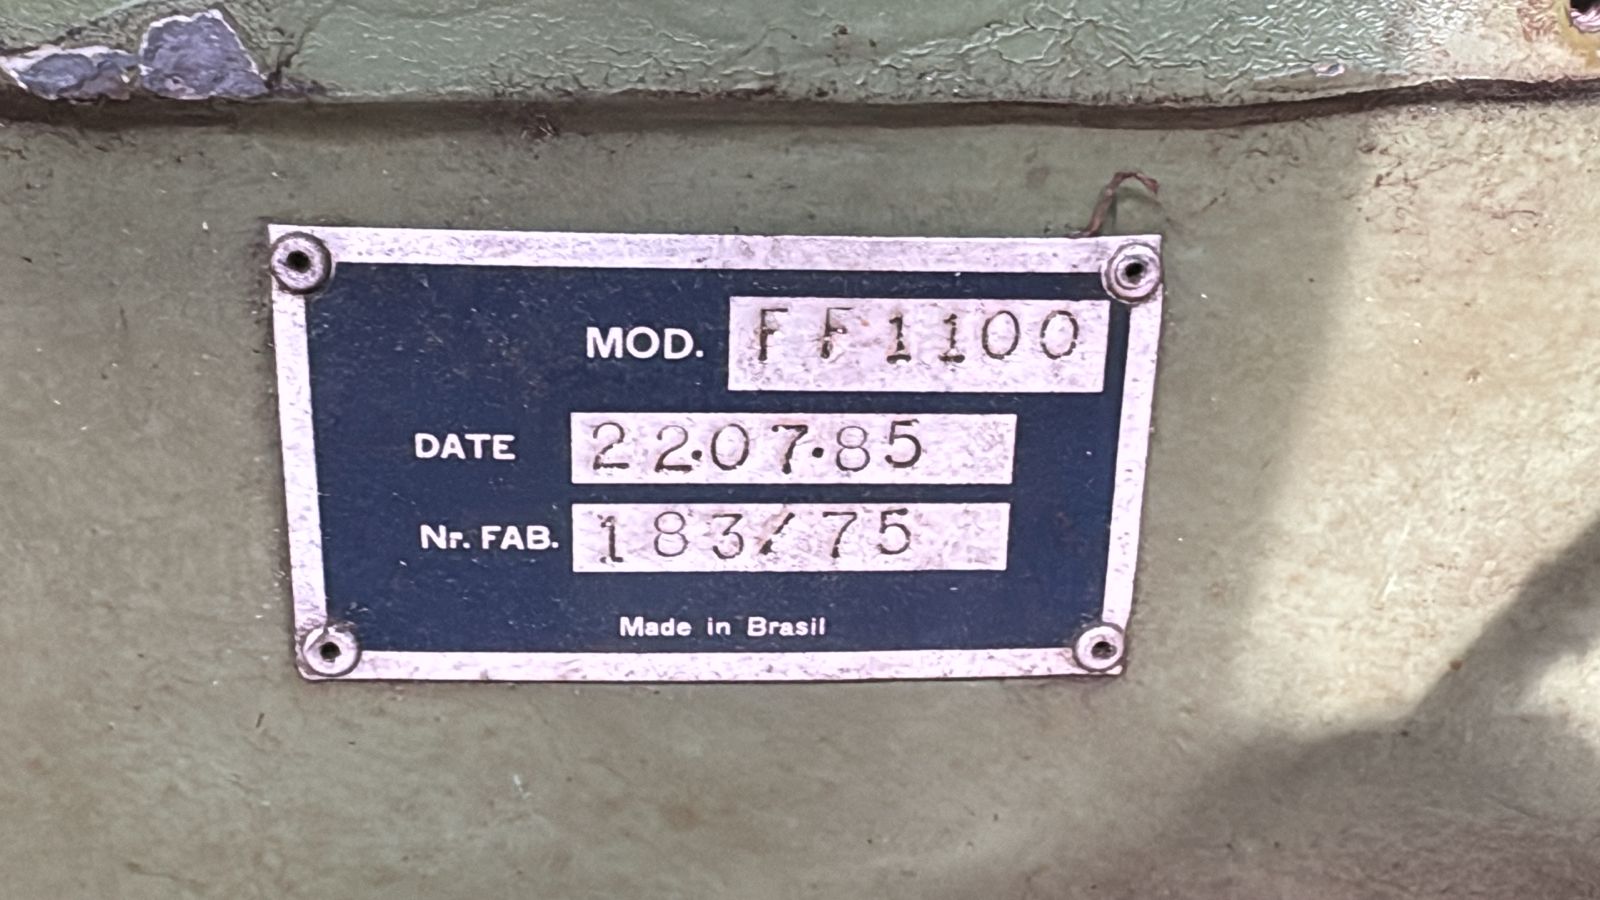 MOD. FF1100
DATE 22.07.85
Nr. FAB. 183/75
Made in Brasil